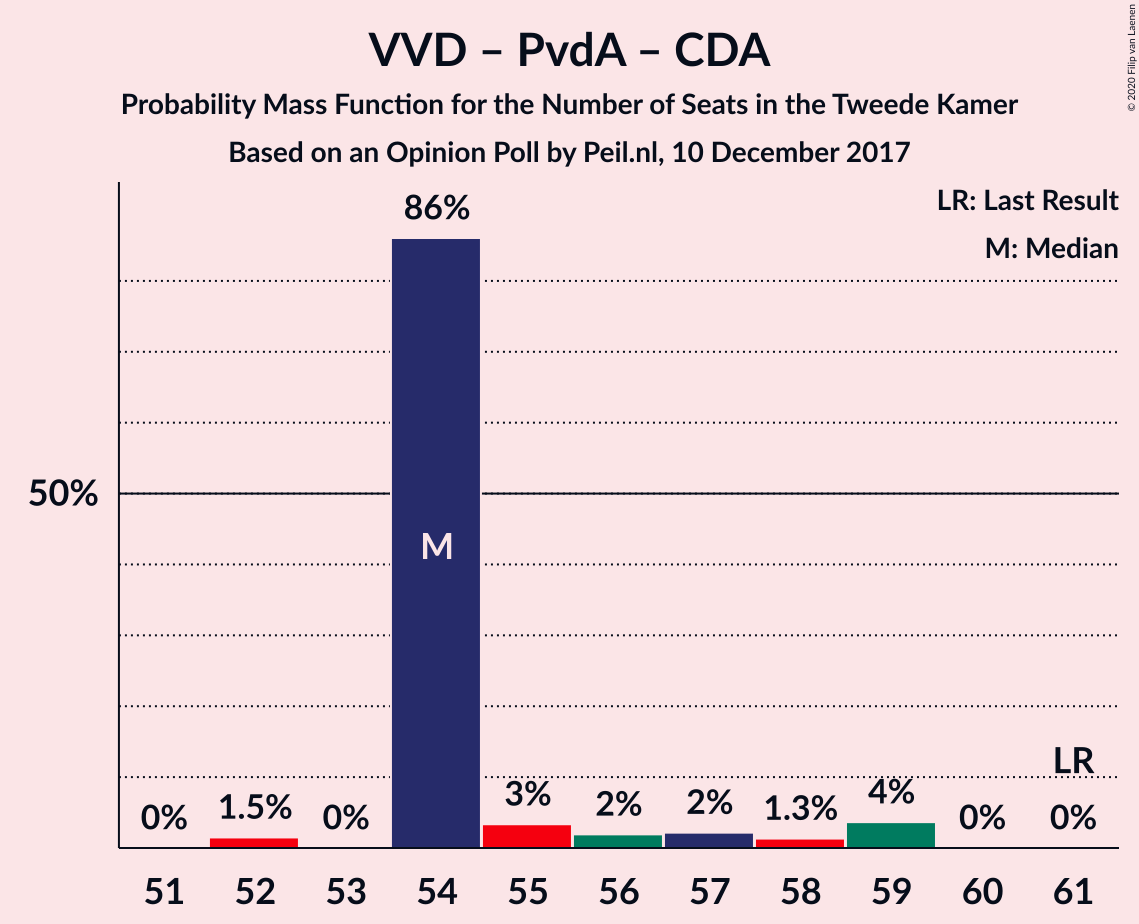 VVD – PvdA – CDA
Probability Mass Function for the Number of Seats in the Tweede Kamer
Based on an Opinion Poll by Peil.nl, 10 December 2017
© 2020 Filip van Laenen
LR: Last Result
M: Median
86%
50%
M
LR
0% 1.5% 0% 3% 2% 2% 1.3% 4% 0% 0%
51 52 53 54 55 56 57 58 59 60 61